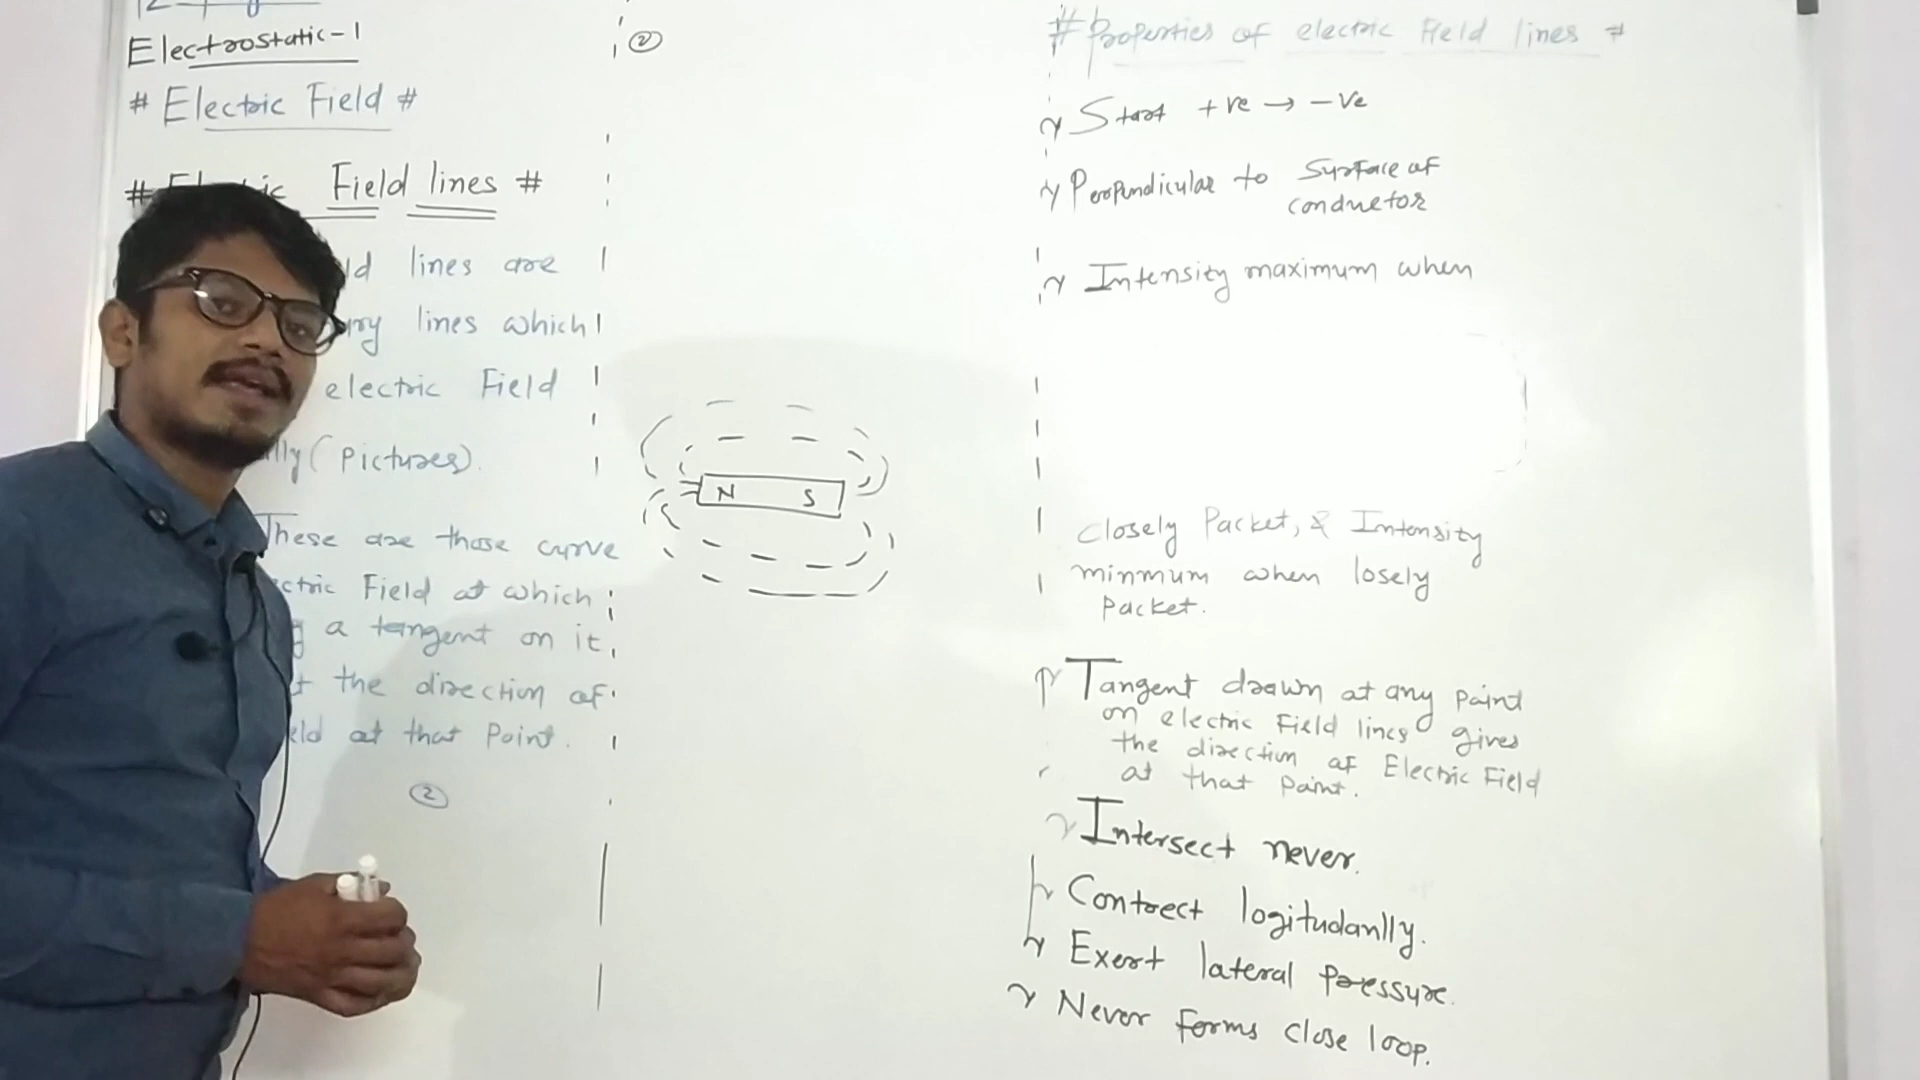 Electrostatic-1
# Electric Field #
Field lines #
lines are
lines which
electric Field
(Pictures).
These are those curve
Field at which
a tangent on it,
the direction of
at that Point.
2
2
N S
# Properties of electric Field lines #
Start +ve → -ve
Perpendicular to Surface of
conductor
Intensity maximum when
closely Packet, & Intensity
minmum when losely
Packet.
Tangent drawn at any Point
on electric Field lines gives
the direction of Electric Field
at that Point.
Intersect never.
Contrect logitudanlly.
Exert lateral Pressure.
Never forms close loop.